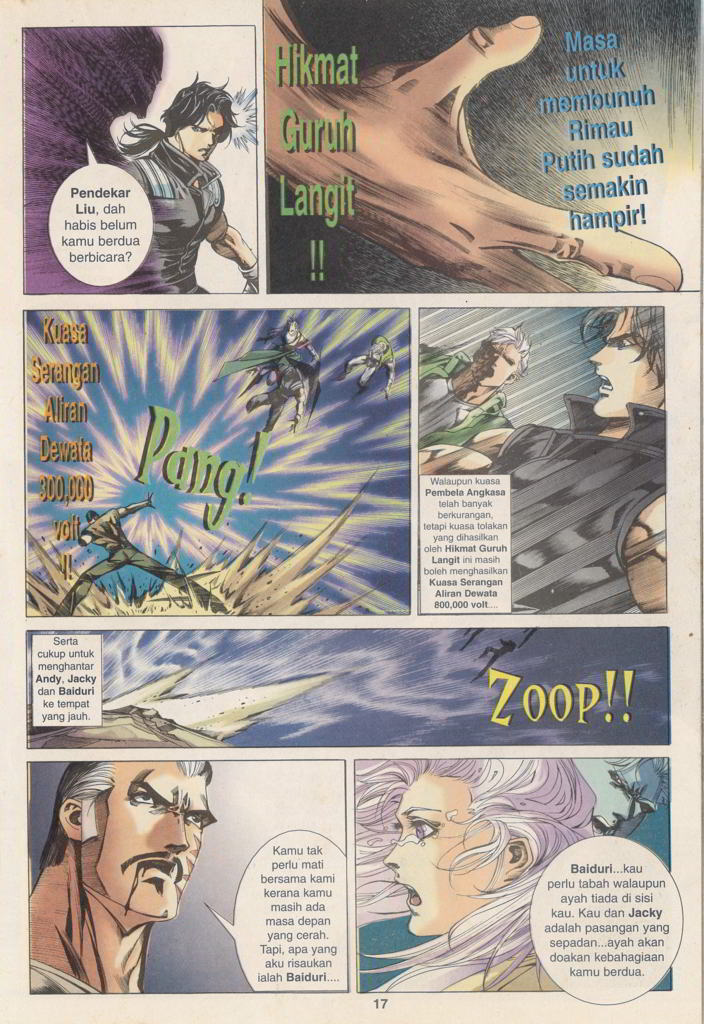 Pendekar
Liu, dah
habis belum
kamu berdua
berbicara?
Hikmat
Guruh
Langit
!!
Masa
untuk
membunuh
Rimau
Putih sudah
semakin
hampir!
Kuasa
Serangan
Aliran
Dewata
300,000
volt
!!
Pang!
Walaupun kuasa
Pembela Angkasa
telah banyak
berkurangan,
tetapi kuasa tolakan
yang dihasilkan
oleh Hikmat Guruh
Langit ini masih
boleh menghasilkan
Kuasa Serangan
Aliran Dewata
800,000 volt....
Serta
cukup untuk
menghantar
Andy, Jacky
dan Baiduri
ke tempat
yang jauh.
ZOOP!!
Kamu tak
perlu mati
bersama kami
kerana kamu
masih ada
masa depan
yang cerah.
Tapi, apa yang
aku risaukan
ialah Baiduri....
Baiduri...kau
perlu tabah walaupun
ayah tiada di sisi
kau. Kau dan Jacky
adalah pasangan yang
sepadan...ayah akan
doakan kebahagiaan
kamu berdua.
17